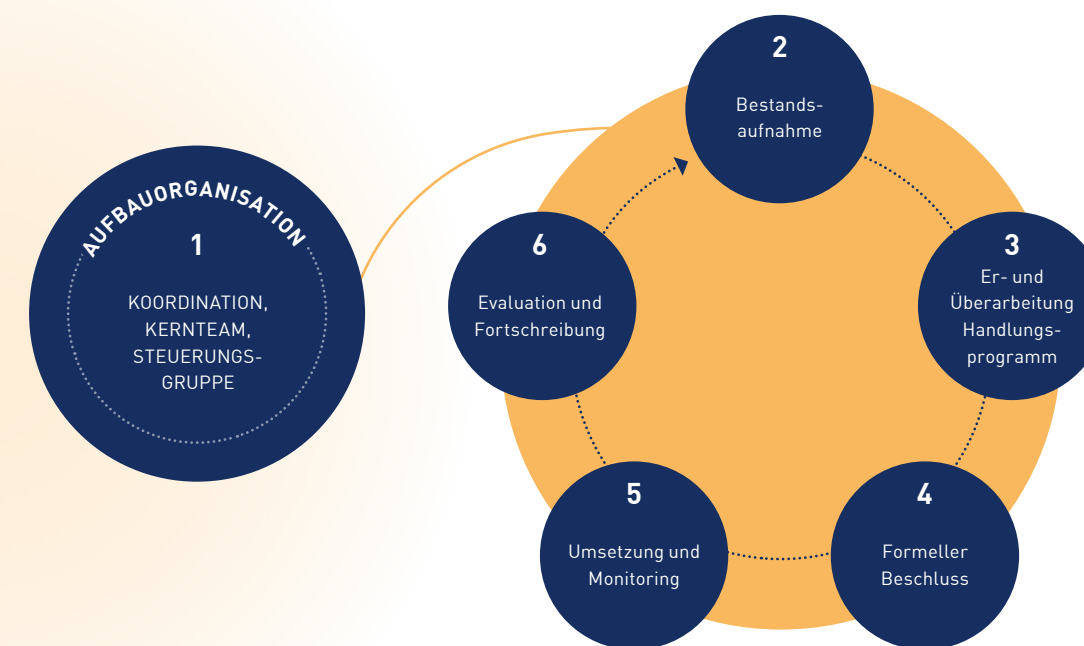 AUFBAUORGANISATION
1
KOORDINATION,
KERNTEAM,
STEUERUNGS-
GRUPPE
2
Bestands-
aufnahme
3
Er- und
Überarbeitung
Handlungs-
programm
4
Formeller
Beschluss
5
Umsetzung und
Monitoring
6
Evaluation und
Fortschreibung